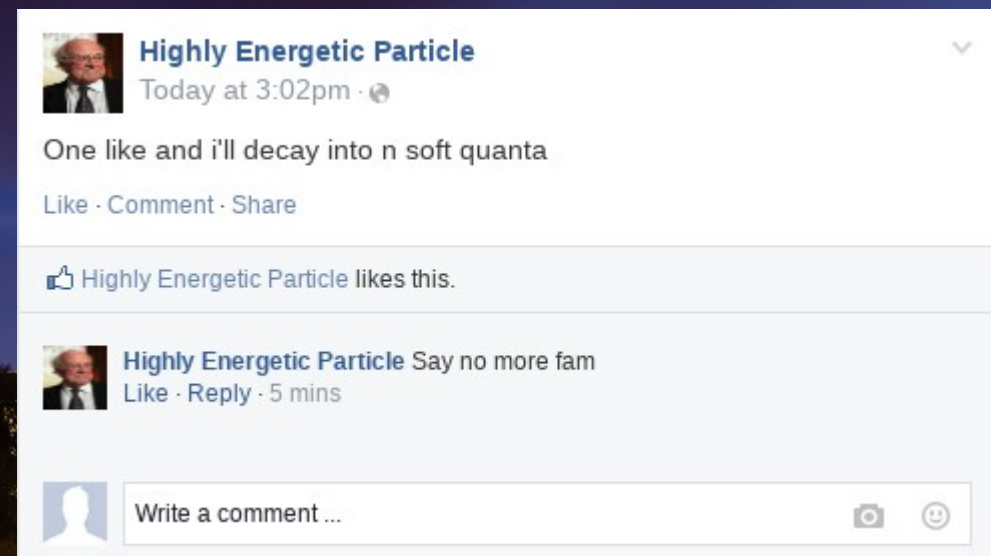 Highly Energetic Particle
Today at 3:02pm ·
One like and i'll decay into n soft quanta
Like · Comment · Share
Highly Energetic Particle likes this.
Highly Energetic Particle Say no more fam
Like · Reply · 5 mins
Write a comment ...